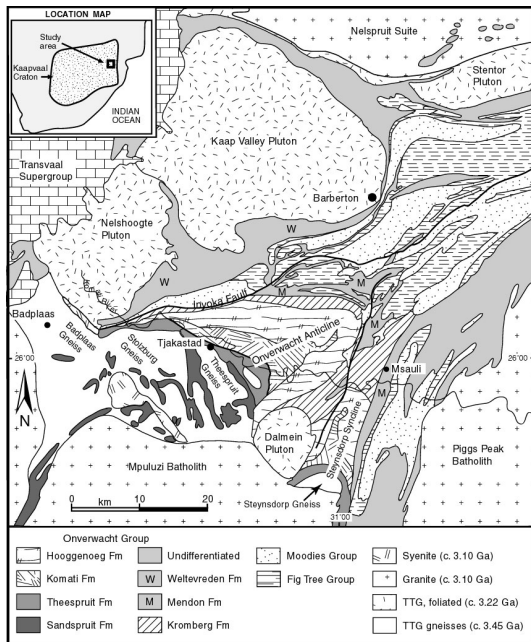 LOCATION MAP
Study
area
Kaapvaal
Craton
INDIAN
OCEAN
Nelspruit Suite
Stentor
Pluton
Kaap Valley Pluton
Transvaal
Supergroup
Barberton
Nelshoogte
Pluton
W
W
Inyoka Fault
M
M
M
M
Badplaas
Badplaas
Gneiss
Stolzburg
Gneiss
Tjakastad
Theespruit
Gneiss
Onverwacht Anticline
Msauli
26°00
26°00
N
Dalmein
Pluton
Steynsdorp Syncline
Mpuluzi Batholith
Piggs Peak
Batholith
Steynsdorp Gneiss
0 10 20
km
31°00
Onverwacht Group
Hooggenoeg Fm
Undifferentiated
Moodies Group
Syenite (c. 3.10 Ga)
Komati Fm
W Weltevreden Fm
Fig Tree Group
Granite (c. 3.10 Ga)
Theespruit Fm
M Mendon Fm
TTG, foliated (c. 3.22 Ga)
Sandspruit Fm
Kromberg Fm
TTG gneisses (c. 3.45 Ga)